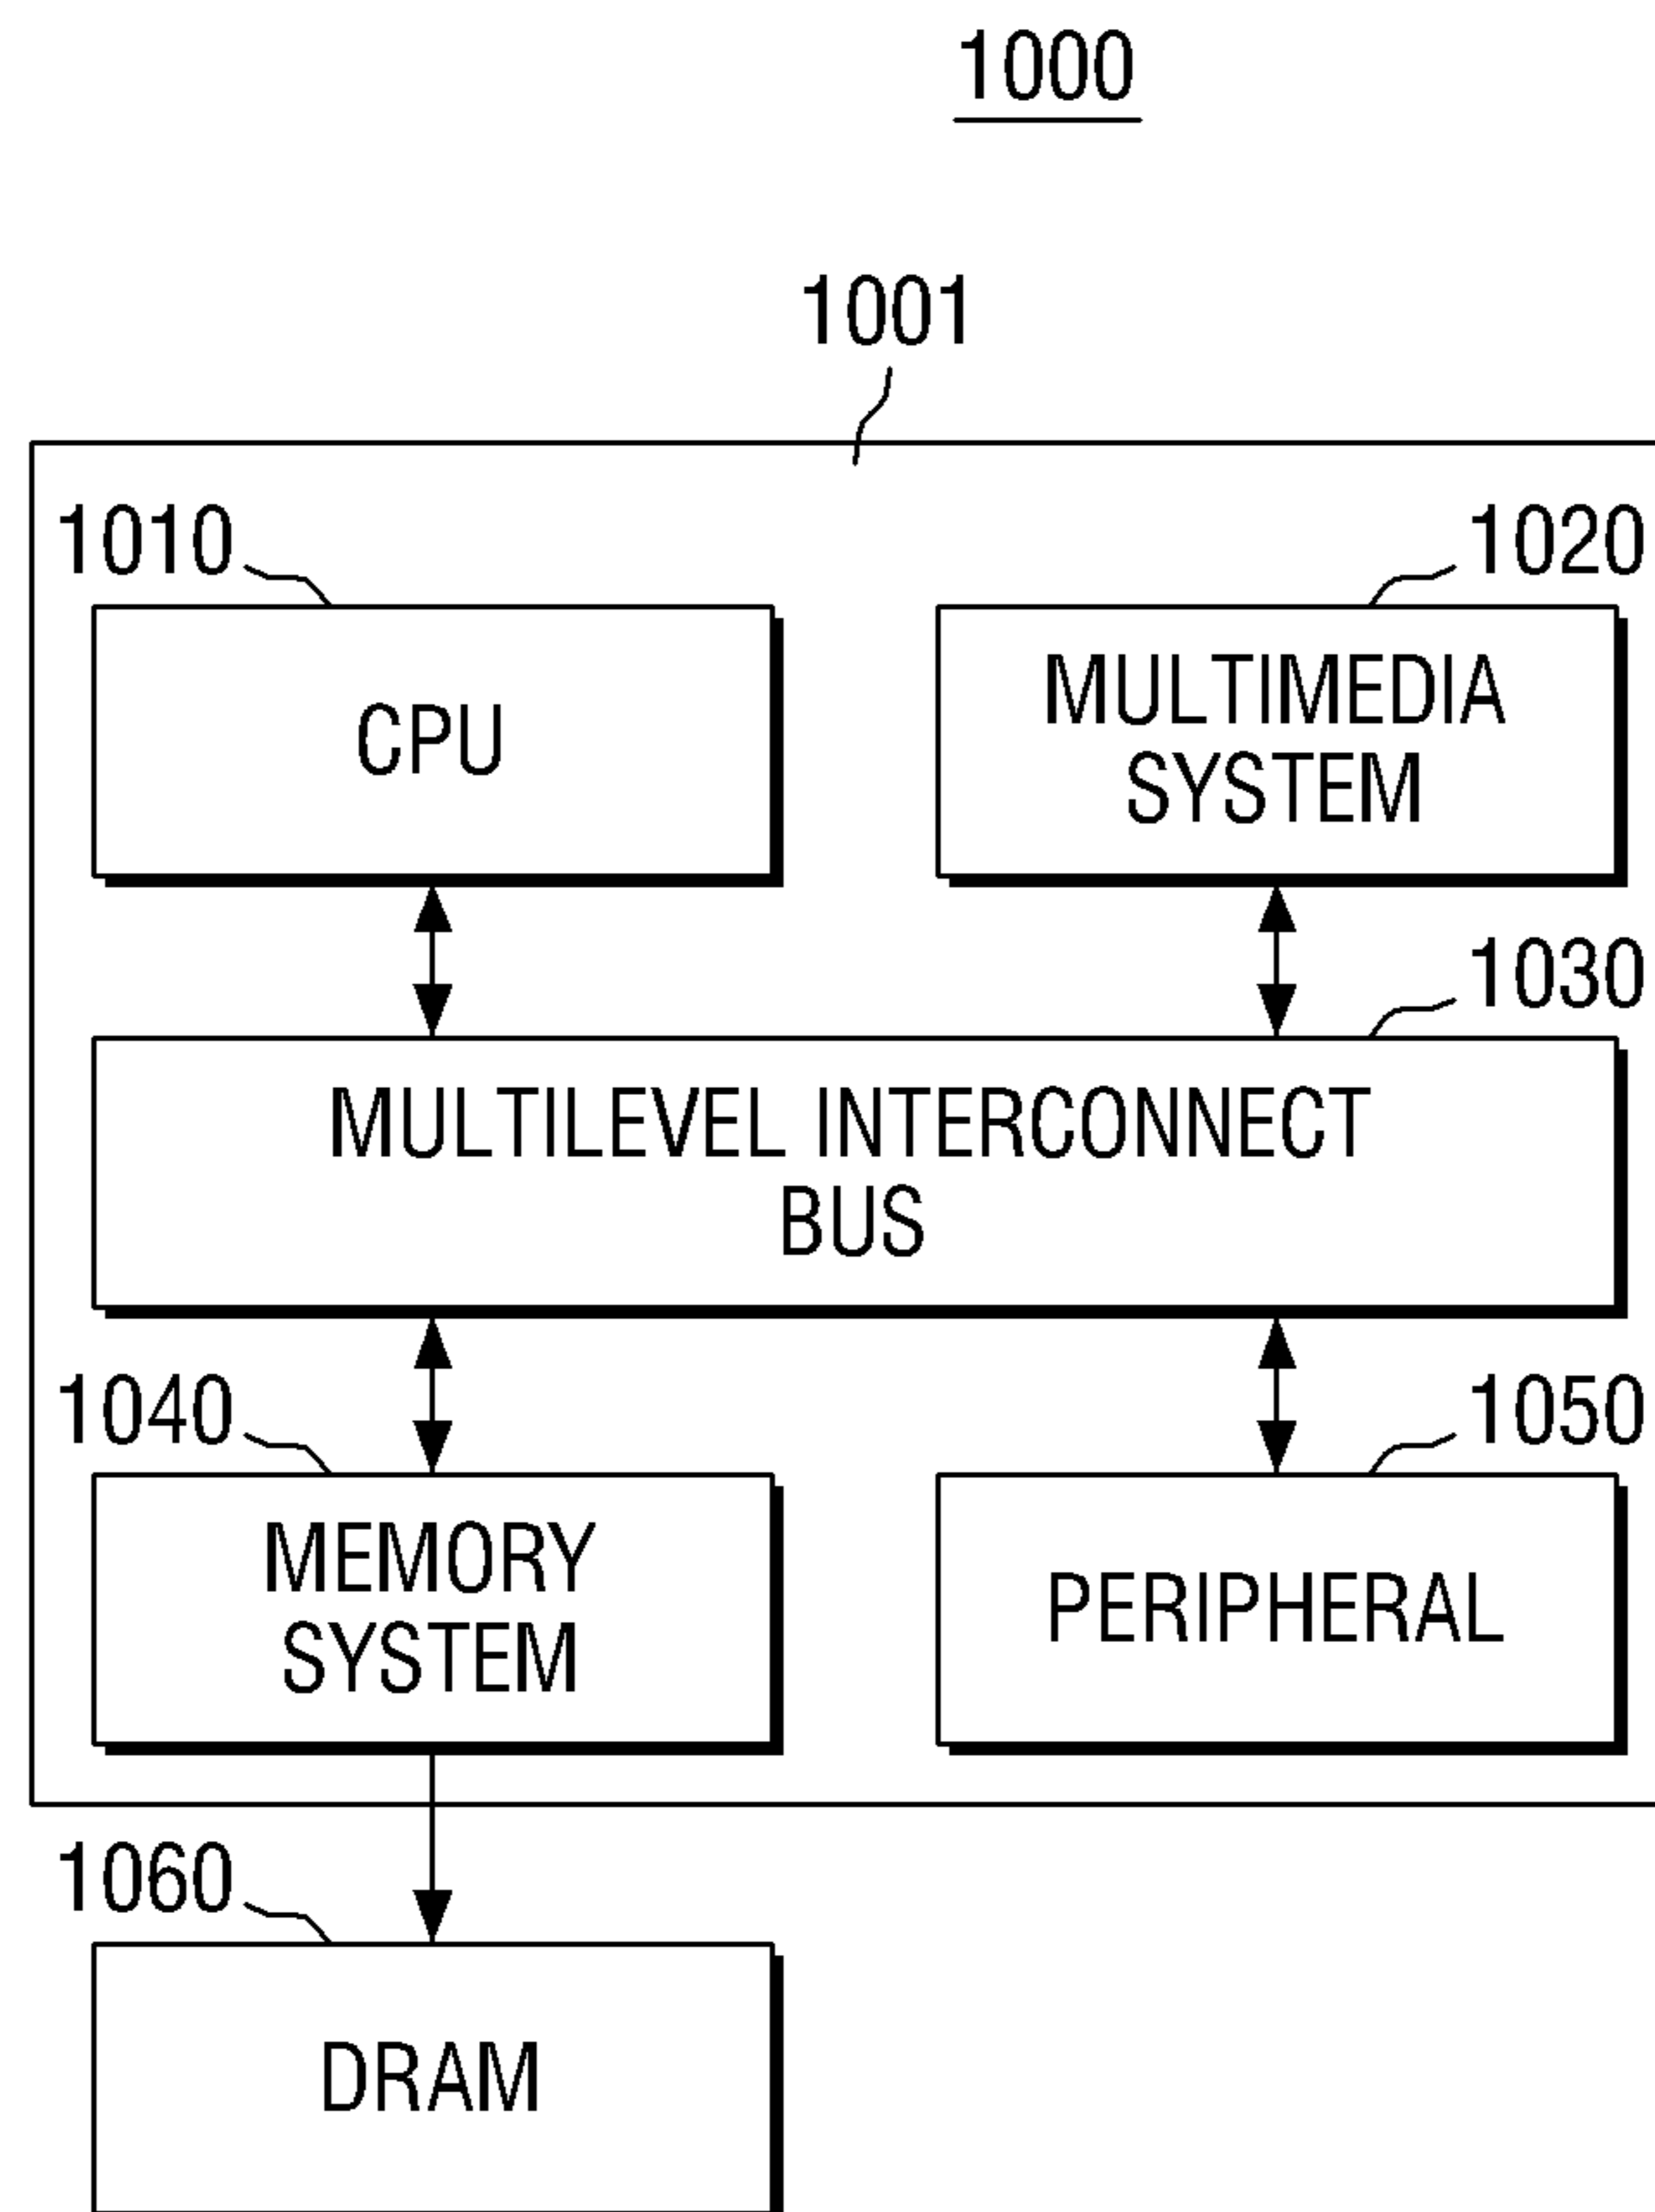 1000
1001
1010
1020
CPU
MULTIMEDIA
SYSTEM
1030
MULTILEVEL INTERCONNECT
BUS
1040
1050
MEMORY
SYSTEM
PERIPHERAL
1060
DRAM